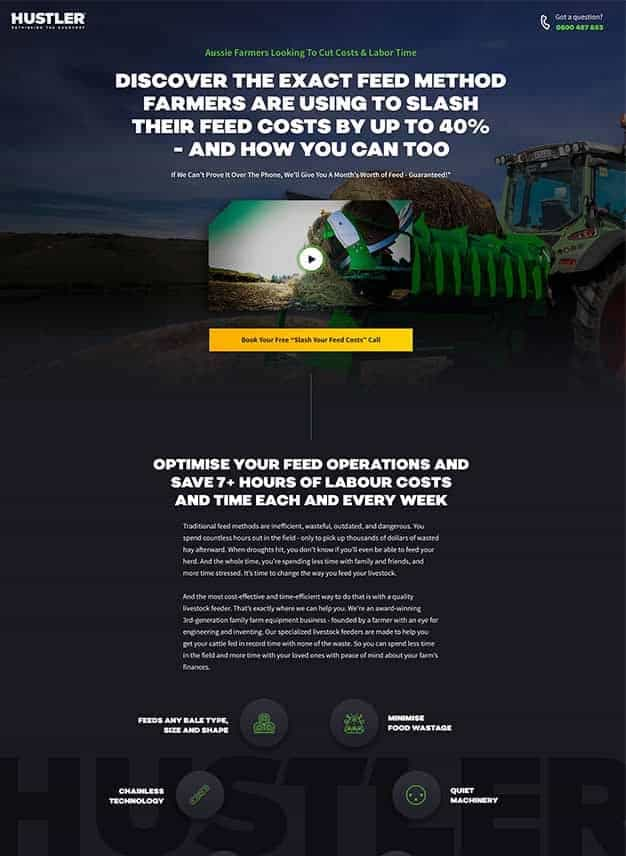 HUSTLER
RETHINKING THE EVERYDAY
Got a question?
0800 487 853
Aussie Farmers Looking To Cut Costs & Labor Time
DISCOVER THE EXACT FEED METHOD
FARMERS ARE USING TO SLASH
THEIR FEED COSTS BY UP TO 40%
- AND HOW YOU CAN TOO
If We Can't Prove It Over The Phone, We'll Give You A Month's Worth of Feed - Guaranteed!*
Book Your Free “Slash Your Feed Costs” Call
OPTIMISE YOUR FEED OPERATIONS AND
SAVE 7+ HOURS OF LABOUR COSTS
AND TIME EACH AND EVERY WEEK
Traditional feed methods are inefficient, wasteful, outdated, and dangerous. You
spend countless hours out in the field - only to pick up thousands of dollars of wasted
hay afterward. When droughts hit, you don't know if you'll even be able to feed your
herd. And the whole time, you're spending less time with family and friends, and
more time stressed. It's time to change the way you feed your livestock.
And the most cost-effective and time-efficient way to do that is with a quality
livestock feeder. That's exactly where we can help you. We're an award-winning
3rd-generation family farm equipment business - founded by a farmer with an eye for
engineering and inventing. Our specialized livestock feeders are made to help you
get your cattle fed in record time with none of the waste. So you can spend less time
in the field and more time with your loved ones with peace of mind about your farm's
finances.
FEEDS ANY BALE TYPE,
SIZE AND SHAPE
MINIMISE
FOOD WASTAGE
CHAINLESS
TECHNOLOGY
QUIET
MACHINERY
HUSTLER